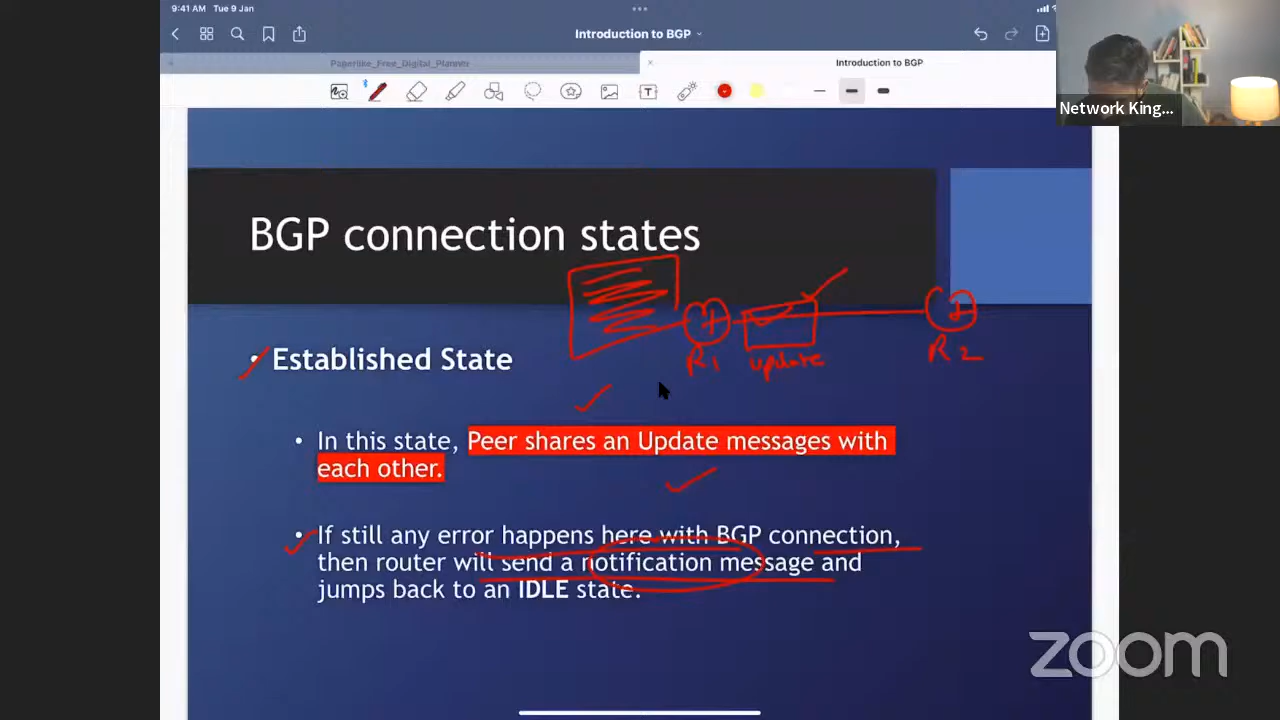 9:41 AM Tue 9 Jan
Introduction to BGP
Paperlike_Free_Digital_Planner
Introduction to BGP
T
Network King...
BGP connection states
R1
update
R2
• Established State
• In this state, Peer shares an Update messages with
each other.
• If still any error happens here with BGP connection,
then router will send a notification message and
jumps back to an IDLE state.
zoom